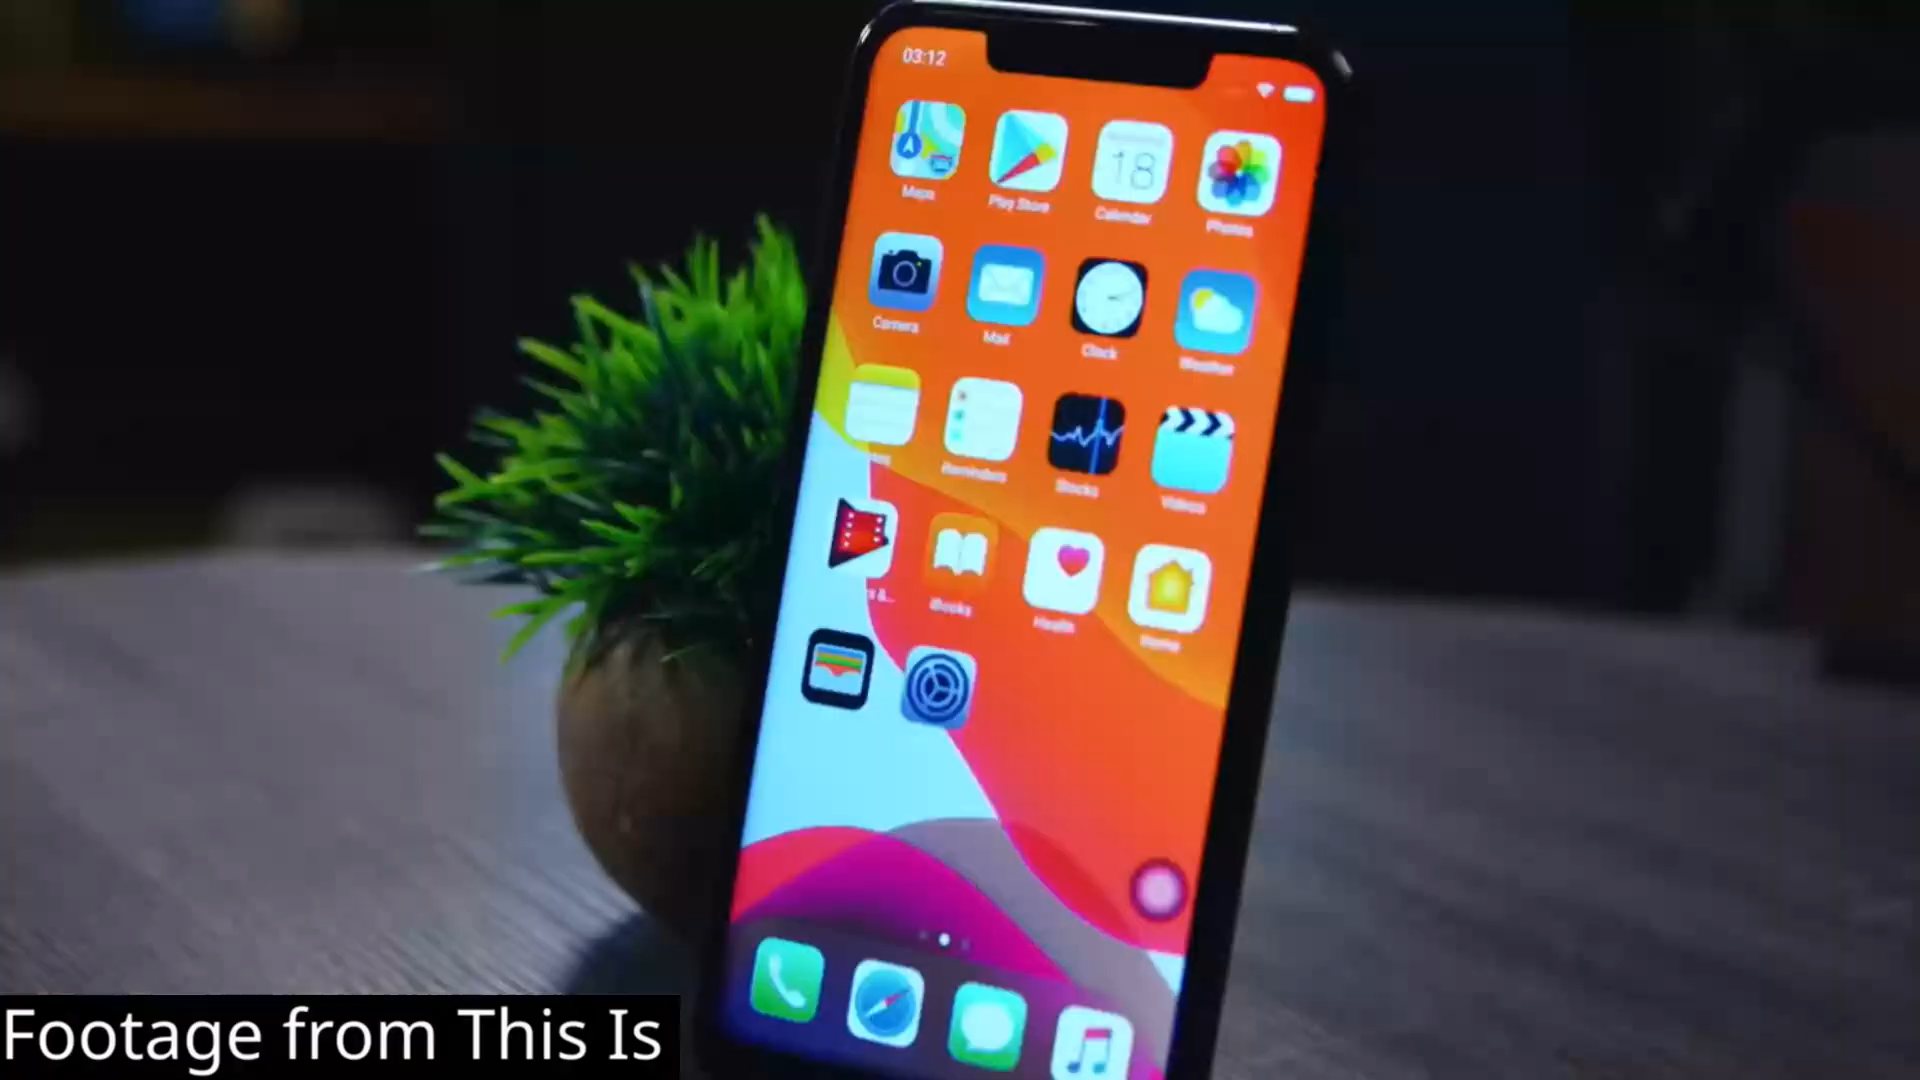 03:12
Maps
Play Store
Calendar
Photos
18
Camera
Mail
Clock
Weather
Reminders
Stocks
Videos
s &...
iBooks
Health
Home
Footage from This Is